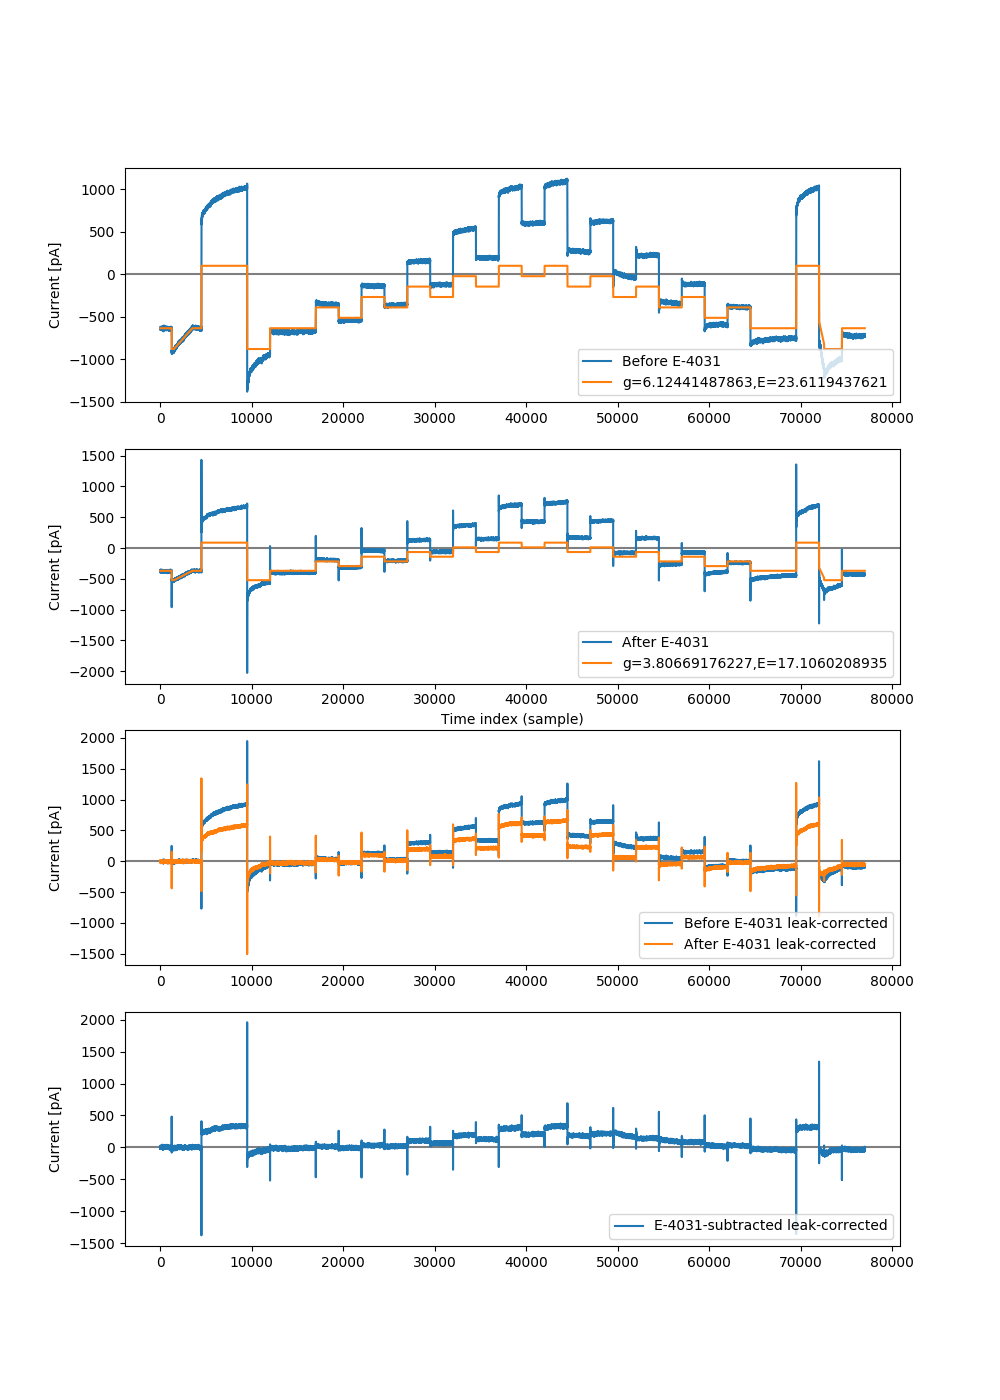 Current [pA]
1000
500
0
−500
−1000
−1500
0 10000 20000 30000 40000 50000 60000 70000 80000
Before E-4031
g=6.12441487863,E=23.6119437621
Current [pA]
1500
1000
500
0
−500
−1000
−1500
−2000
0 10000 20000 30000 40000 50000 60000 70000 80000
After E-4031
g=3.80669176227,E=17.1060208935
Time index (sample)
Current [pA]
2000
1500
1000
500
0
−500
−1000
−1500
0 10000 20000 30000 40000 50000 60000 70000 80000
Before E-4031 leak-corrected
After E-4031 leak-corrected
Current [pA]
2000
1500
1000
500
0
−500
−1000
−1500
0 10000 20000 30000 40000 50000 60000 70000 80000
E-4031-subtracted leak-corrected